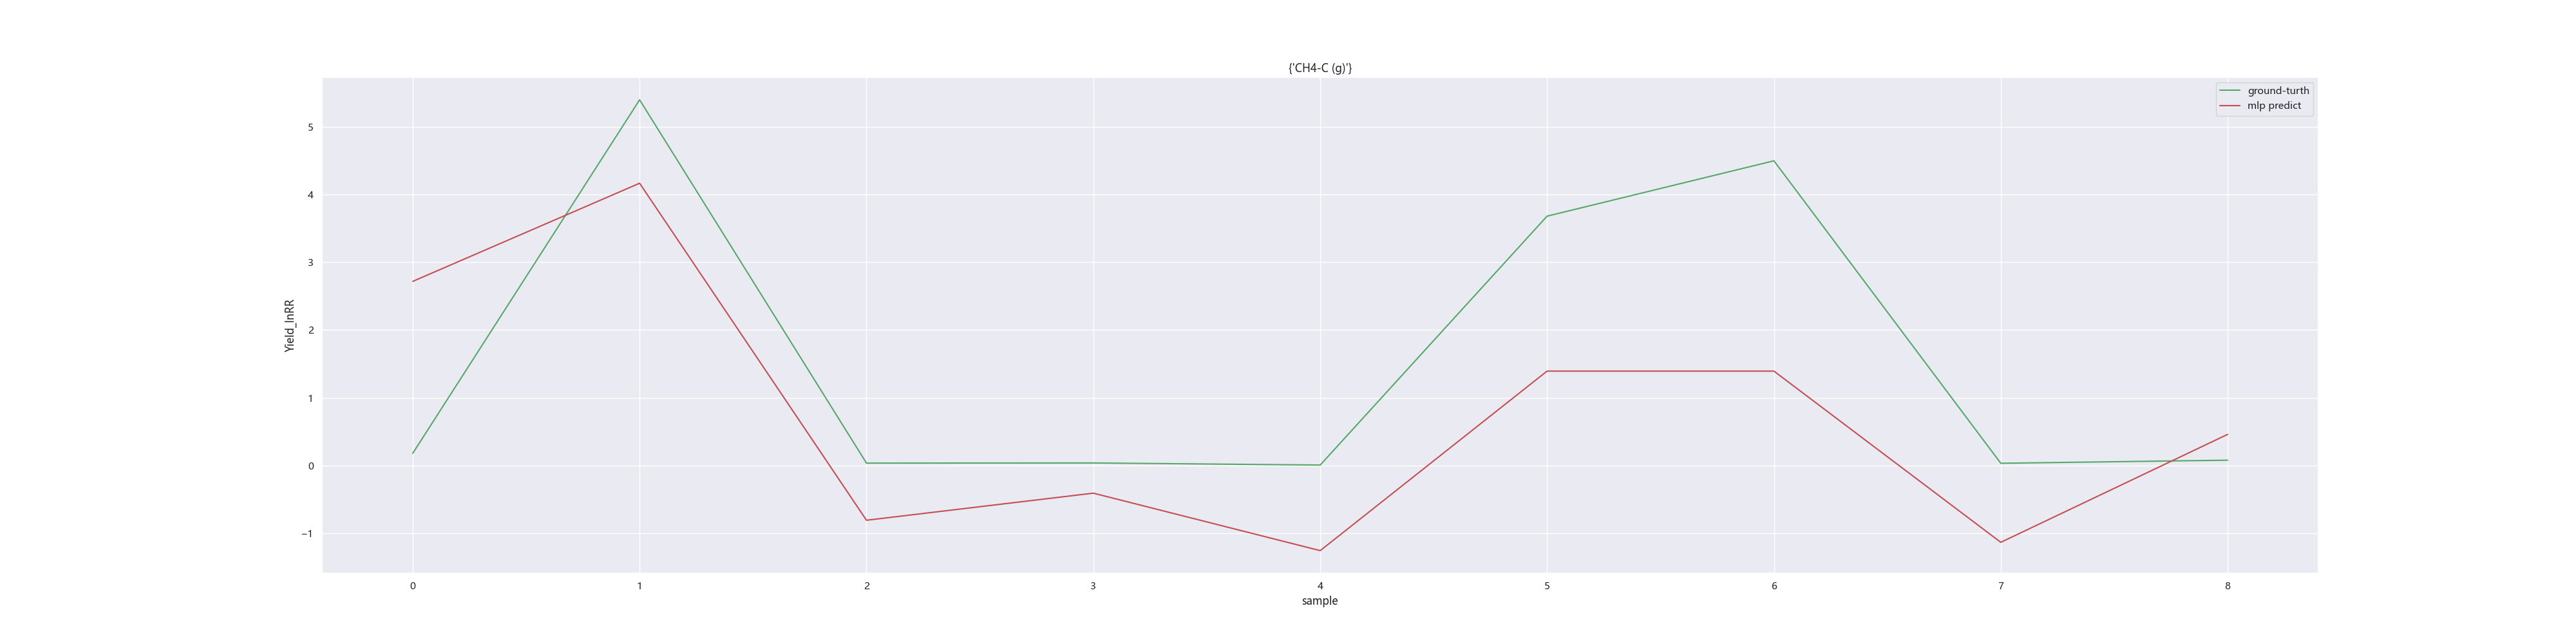 {'CH4-C (g)'}
ground-turth
mlp predict
5
4
3
2
1
0
−1
Yield_lnRR
0 1 2 3 4 5 6 7 8
sample